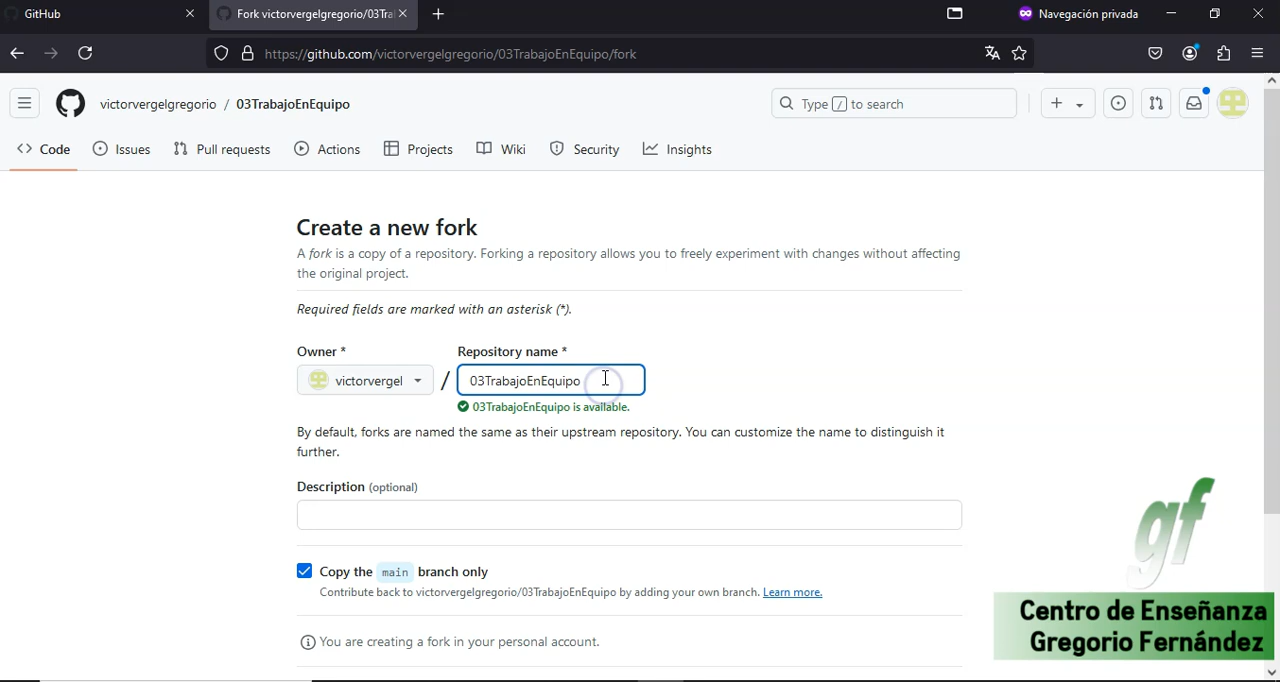 GitHub
Fork victorvergelgregorio/03Tra
Navegación privada
https://github.com/victorvergelgregorio/03TrabajoEnEquipo/fork
victorvergelgregorio / 03TrabajoEnEquipo
Type / to search
Code
Issues
Pull requests
Actions
Projects
Wiki
Security
Insights
Create a new fork
A fork is a copy of a repository. Forking a repository allows you to freely experiment with changes without affecting
the original project.
Required fields are marked with an asterisk (*).
Owner *
Repository name *
victorvergel
/
03TrabajoEnEquipo
03TrabajoEnEquipo is available.
By default, forks are named the same as their upstream repository. You can customize the name to distinguish it
further.
Description (optional)
Copy the main branch only
Contribute back to victorvergelgregorio/03TrabajoEnEquipo by adding your own branch. Learn more.
You are creating a fork in your personal account.
gf
Centro de Enseñanza
Gregorio Fernández